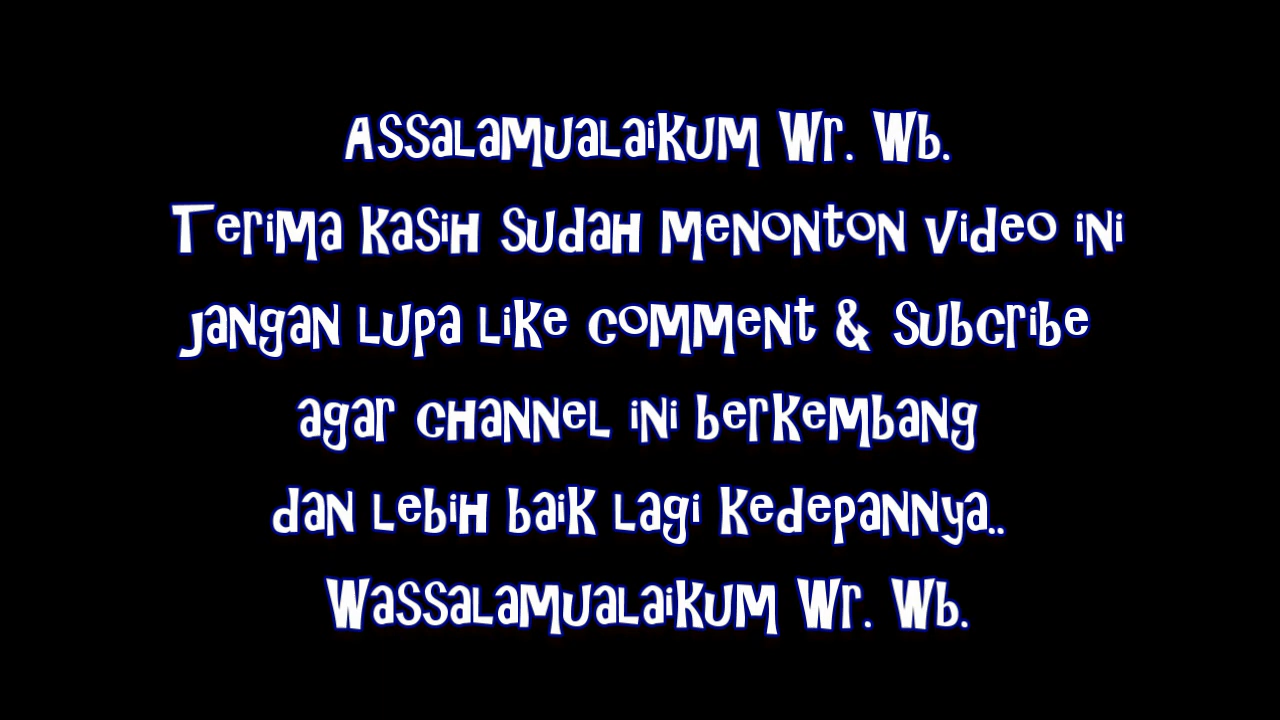 Assalamualaikum Wr. Wb.
Terima kasih sudah menonton video ini
jangan lupa like comment & Subcribe
agar channel ini berkembang
dan lebih baik lagi kedepannya..
Wassalamualaikum Wr. Wb.